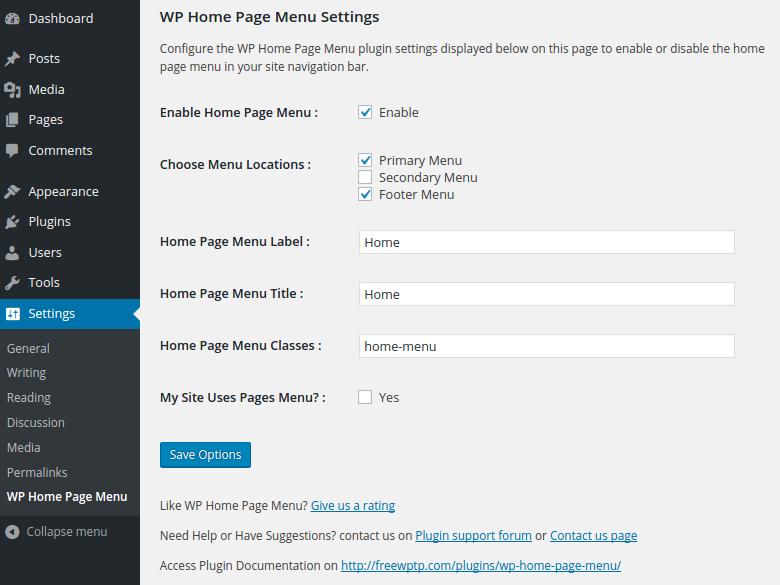 Dashboard
Posts
Media
Pages
Comments
Appearance
Plugins
Users
Tools
Settings
General
Writing
Reading
Discussion
Media
Permalinks
WP Home Page Menu
Collapse menu
WP Home Page Menu Settings
Configure the WP Home Page Menu plugin settings displayed below on this page to enable or disable the home
page menu in your site navigation bar.
Enable Home Page Menu : Enable
Choose Menu Locations : Primary Menu
Secondary Menu
Footer Menu
Home Page Menu Label : Home
Home Page Menu Title : Home
Home Page Menu Classes : home-menu
My Site Uses Pages Menu? : Yes
Save Options
Like WP Home Page Menu? Give us a rating
Need Help or Have Suggestions? contact us on Plugin support forum or Contact us page
Access Plugin Documentation on http://freewptp.com/plugins/wp-home-page-menu/